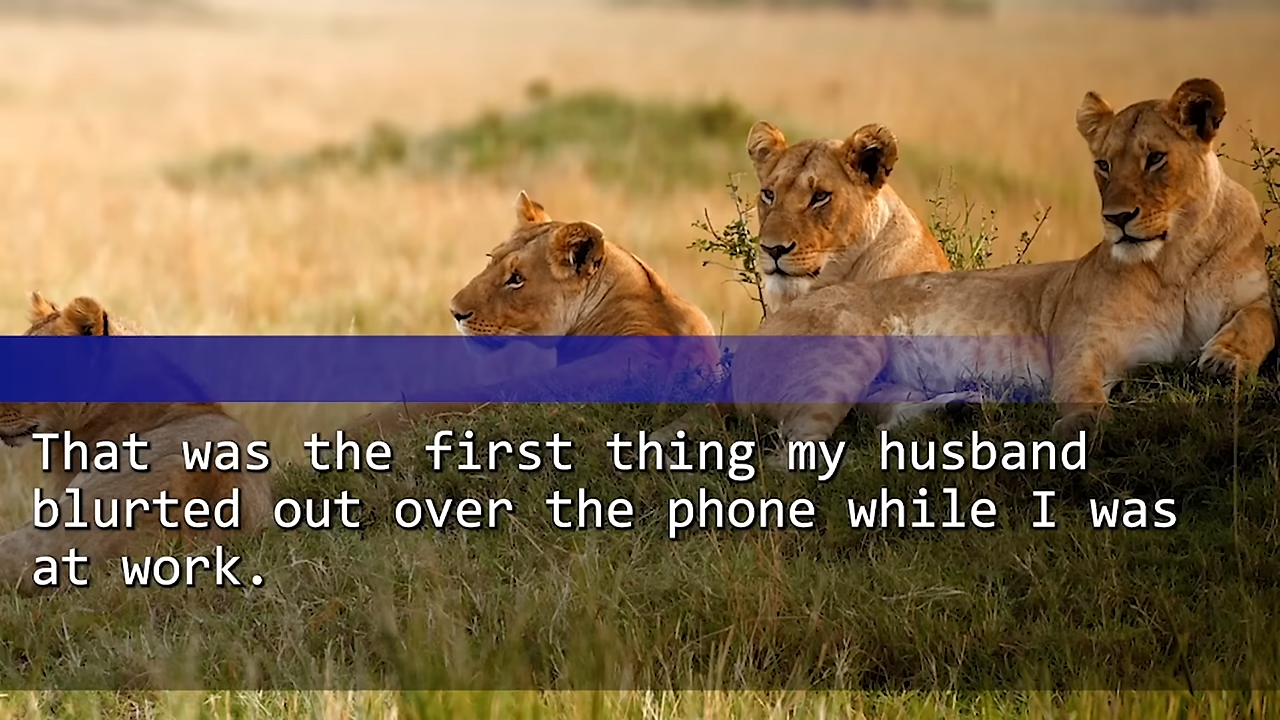 That was the first thing my husband
blurted out over the phone while I was
at work.